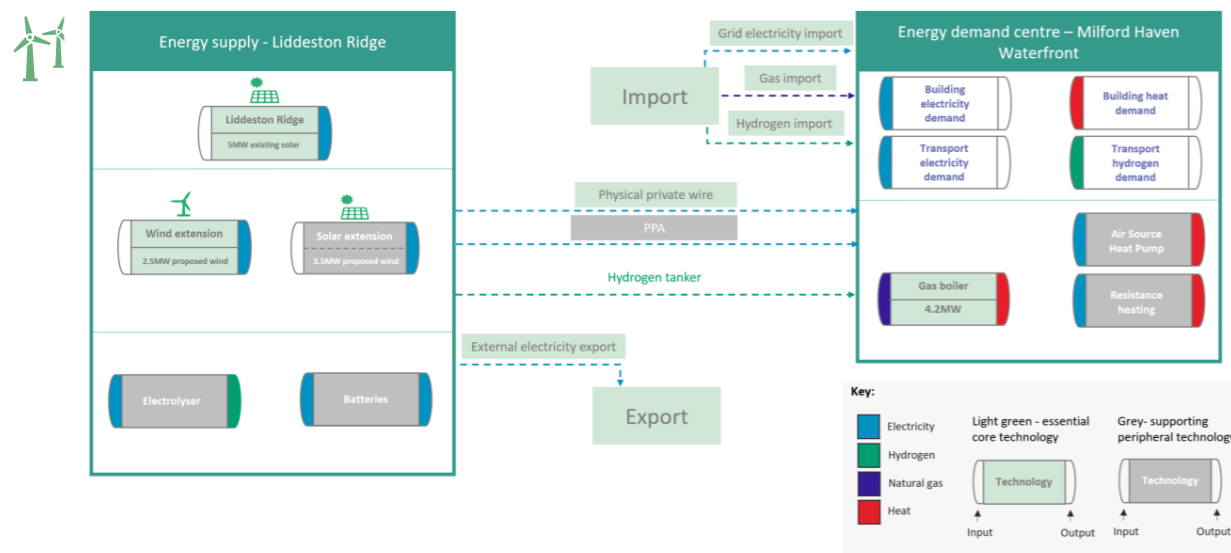 Energy supply - Liddeston Ridge
Liddeston Ridge
5MW existing solar
Wind extension
2.5MW proposed wind
Solar extension
3.5MW proposed wind
Electrolyser
Batteries
Import
Grid electricity import
Gas import
Hydrogen import
Physical private wire
PPA
Hydrogen tanker
External electricity export
Export
Energy demand centre – Milford Haven
Waterfront
Building
electricity
demand
Building heat
demand
Transport
electricity
demand
Transport
hydrogen
demand
Air Source
Heat Pump
Gas boiler
4.2MW
Resistance
heating
Key:
Electricity
Hydrogen
Natural gas
Heat
Light green - essential
core technology
Technology
Input
Output
Grey- supporting
peripheral technology
Technology
Input
Output